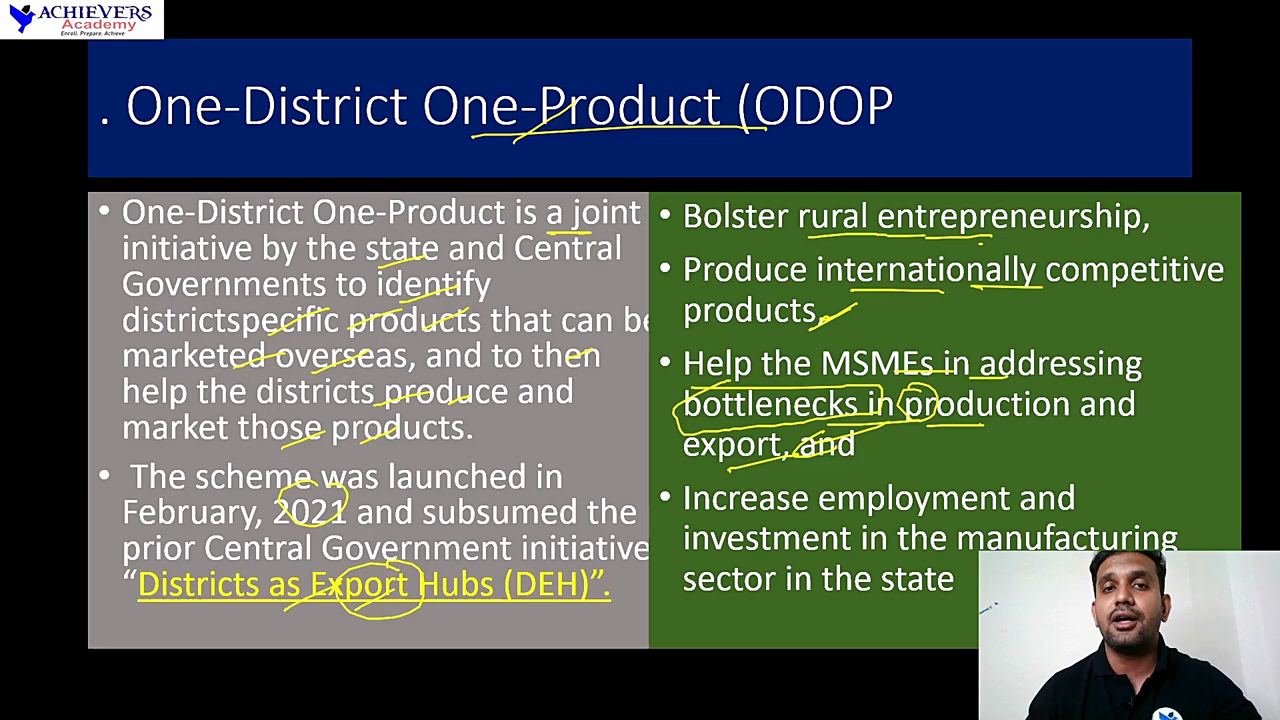 ACHIEVERS
Academy
Enroll. Prepare. Achieve
. One-District One-Product (ODOP
• One-District One-Product is a joint
initiative by the state and Central
Governments to identify
districtspecific products that can be
marketed overseas, and to then
help the districts produce and
market those products.
• The scheme was launched in
February, 2021 and subsumed the
prior Central Government initiative
“Districts as Export Hubs (DEH)”.
• Bolster rural entrepreneurship,
• Produce internationally competitive
products,
• Help the MSMEs in addressing
bottlenecks in production and
export, and
• Increase employment and
investment in the manufacturing
sector in the state